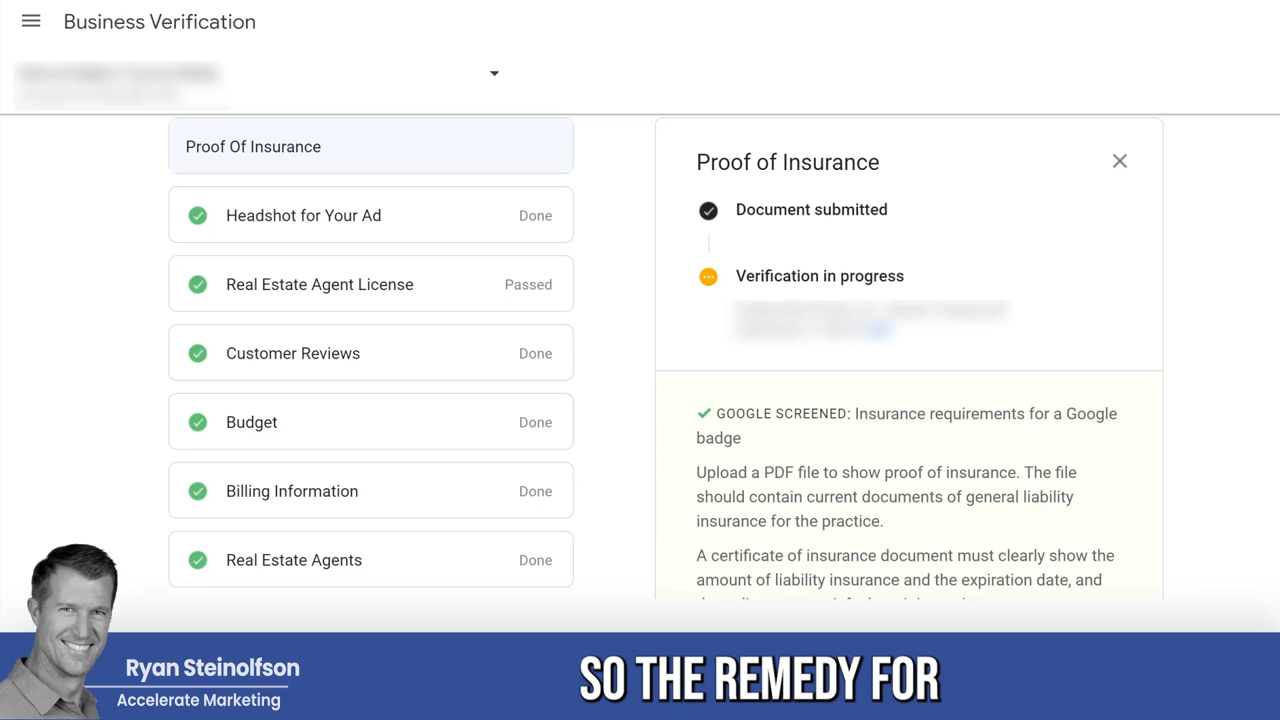 Business Verification
Proof Of Insurance
Headshot for Your Ad Done
Real Estate Agent License Passed
Customer Reviews Done
Budget Done
Billing Information Done
Real Estate Agents Done
Proof of Insurance
Document submitted
Verification in progress
GOOGLE SCREENED: Insurance requirements for a Google
badge
Upload a PDF file to show proof of insurance. The file
should contain current documents of general liability
insurance for the practice.
A certificate of insurance document must clearly show the
amount of liability insurance and the expiration date, and
Ryan Steinolfson
Accelerate Marketing
SO THE REMEDY FOR